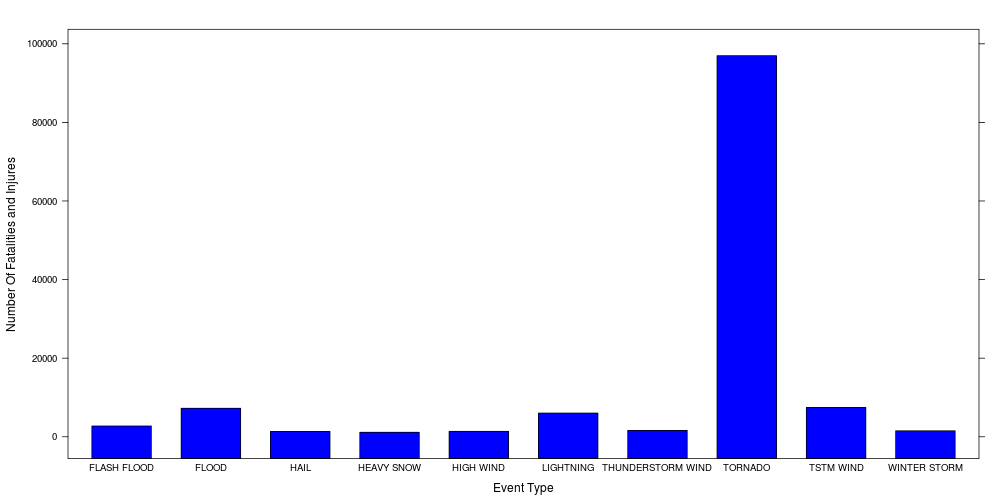 Number Of Fatalities and Injures
100000
80000
60000
40000
20000
0
FLASH FLOOD FLOOD HAIL HEAVY SNOW HIGH WIND LIGHTNING THUNDERSTORM WIND TORNADO TSTM WIND WINTER STORM
Event Type